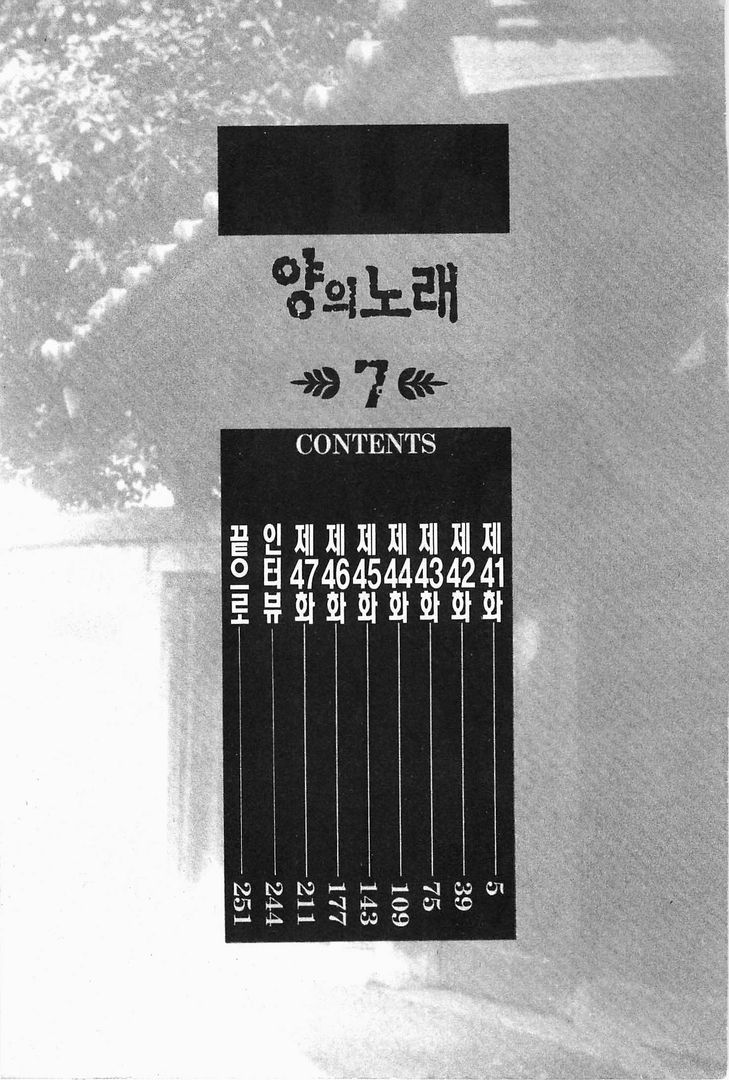 양의 노래
7
CONTENTS
제41화 5
제42화 39
제43화 75
제44화 109
제45화 143
제46화 177
제47화 211
인터뷰 244
끝으로 251